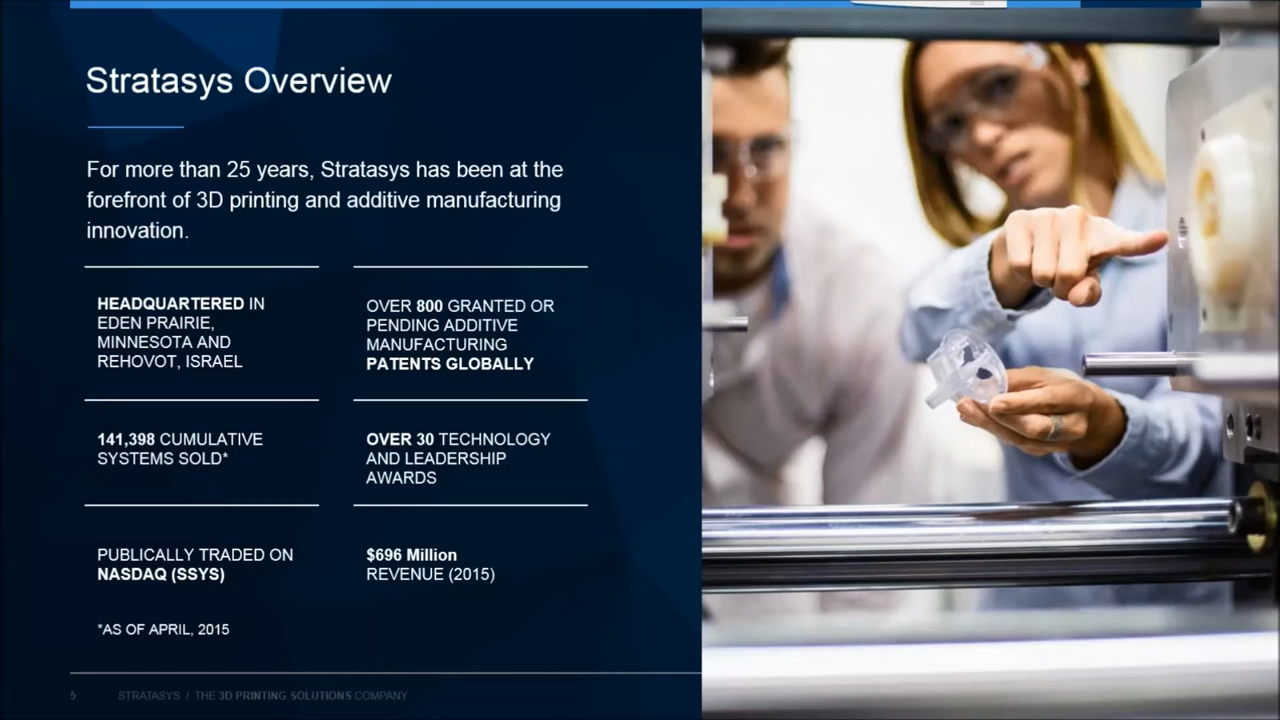 Stratasys Overview
For more than 25 years, Stratasys has been at the
forefront of 3D printing and additive manufacturing
innovation.
HEADQUARTERED IN
EDEN PRAIRIE,
MINNESOTA AND
REHOVOT, ISRAEL
OVER 800 GRANTED OR
PENDING ADDITIVE
MANUFACTURING
PATENTS GLOBALLY
141,398 CUMULATIVE
SYSTEMS SOLD*
OVER 30 TECHNOLOGY
AND LEADERSHIP
AWARDS
PUBLICALLY TRADED ON
NASDAQ (SSYS)
$696 Million
REVENUE (2015)
*AS OF APRIL, 2015
5 STRATASYS / THE 3D PRINTING SOLUTIONS COMPANY